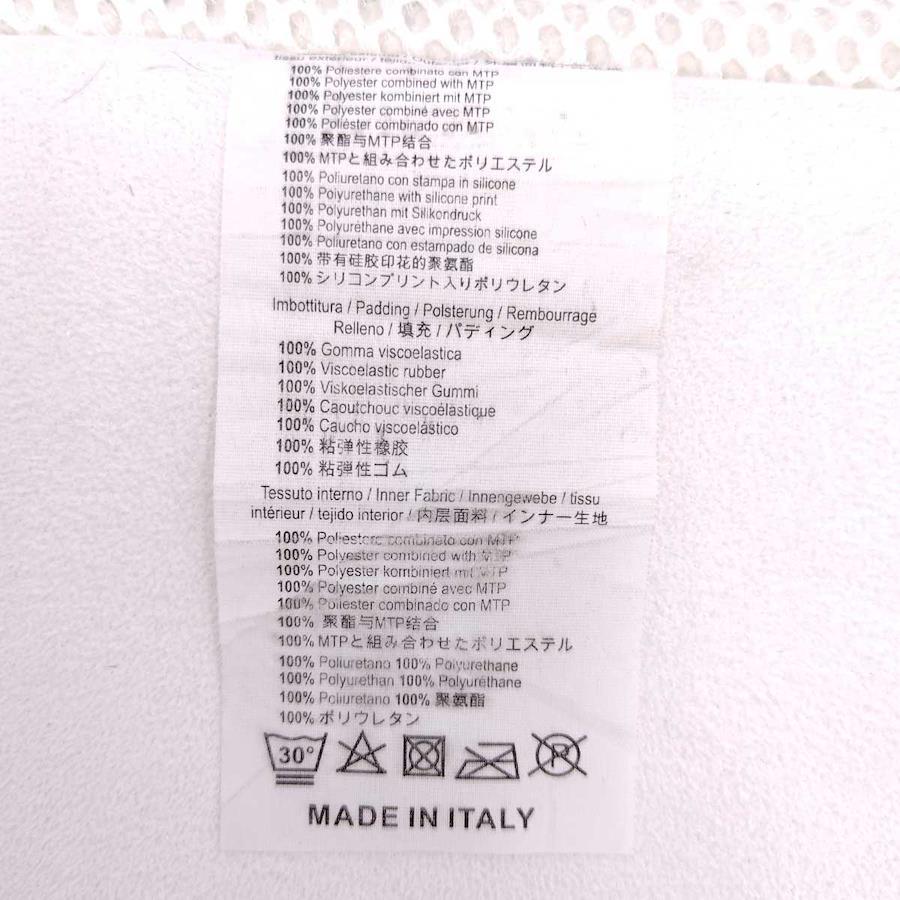 tissu extérieur / tejido
100% Poliestere combinato con MTP
100% Polyester combined with MTP
100% Polyester kombiniert mit MTP
100% Polyester combiné avec MTP
100% Poliéster combinado con MTP
100% 聚酯与MTP结合
100% MTPと組み合わせたポリエステル
100% Poliuretano con stampa in silicone
100% Polyurethane with silicone print
100% Polyurethan mit Silikondruck
100% Polyurethane avec impression silicone
100% Poliuretano con estampado de silicona
100% 带有硅胶印花的聚氨酯
100% シリコンプリント入りポリウレタン
Imbottitura / Padding / Polsterung / Rembourrage
Relleno / 填充 / パディング
100% Gomma viscoelastica
100% Viscoelastic rubber
100% Viskoelastischer Gummi
100% Caoutchouc viscoélastique
100% Caucho viscoelástico
100% 粘弹性橡胶
100% 粘弾性ゴム
Tessuto interno / Inner Fabric / Innengewebe / tissu
intérieur / tejido interior / 内层面料 / インナー生地
100% Poliestere combinato con MTP
100% Polyester combined with MTP
100% Polyester kombiniert mit MTP
100% Polyester combiné avec MTP
100% Poliester combinado con MTP
100% 聚酯与MTP结合
100% MTPと組み合わせたポリエステル
100% Poliuretano 100% Polyurethane
100% Polyurethan 100% Polyuréthane
100% Poliuretano 100% 聚氨酯
100% ポリウレタン
30° P
MADE IN ITALY